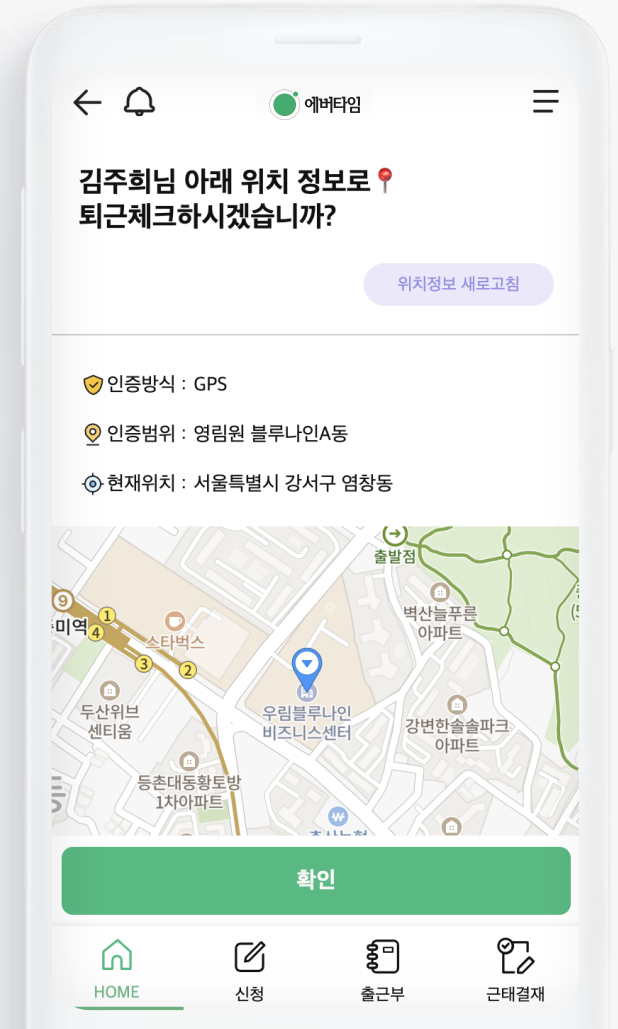 에버타임
김주희님 아래 위치 정보로
퇴근체크하시겠습니까?
위치정보 새로고침
인증방식 : GPS
인증범위 : 영림원 블루나인A동
현재위치 : 서울특별시 강서구 염창동
출발점
9
1
미역
4
스타벅스
3
2
벽산늘푸른
아파트
두산위브
센티움
우림블루나인
비즈니스센터
강변한솔솔파크
아파트
등촌대동황토방
1차아파트
확인
HOME
신청
출근부
근태결재